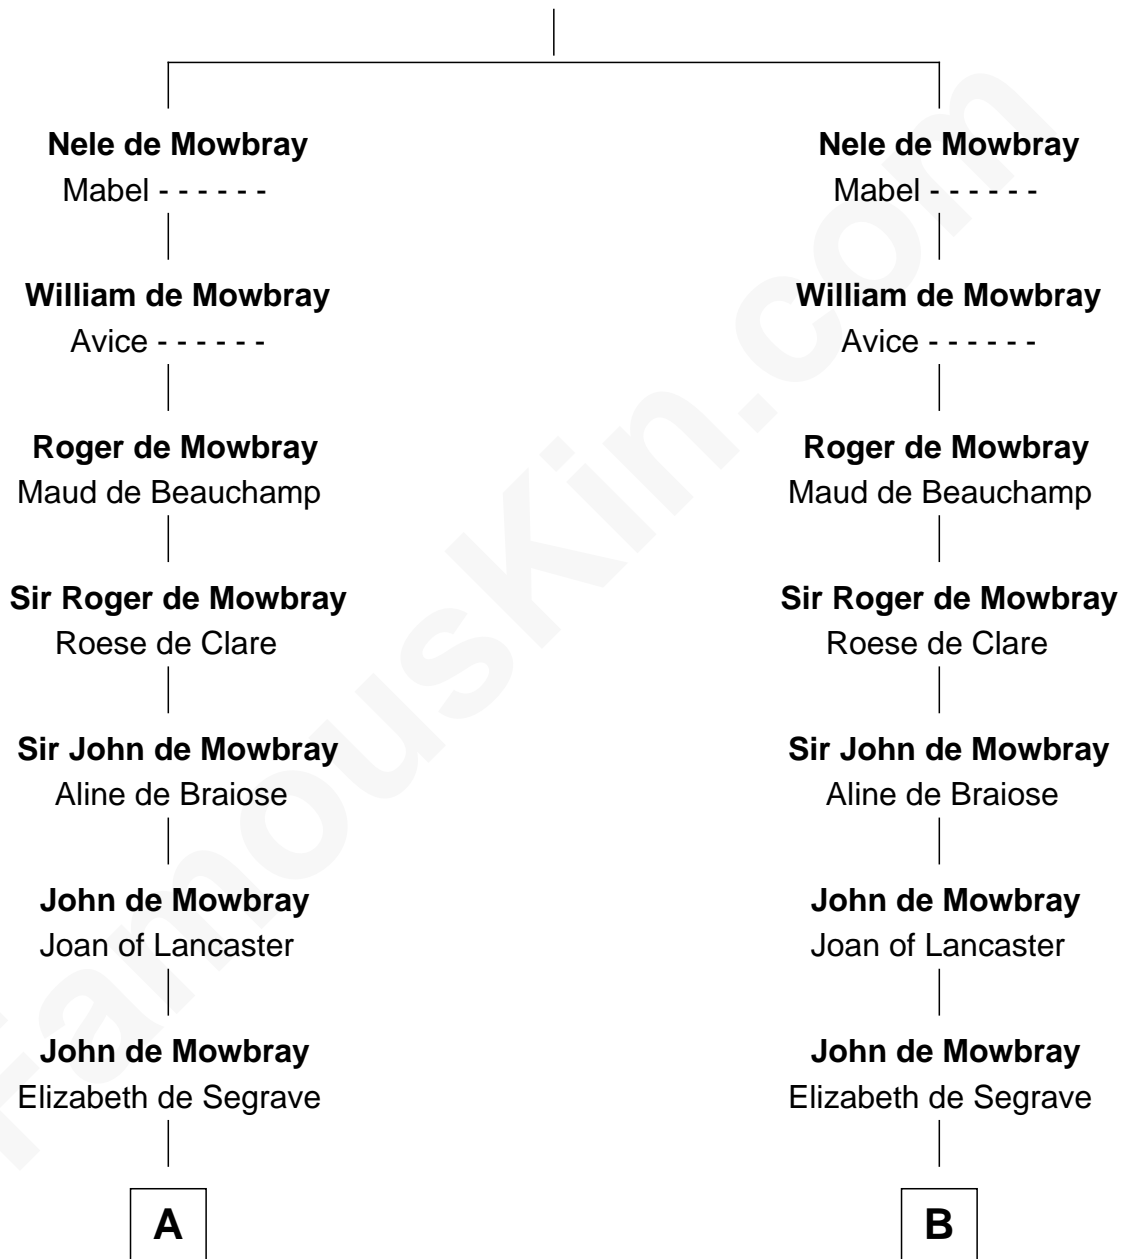 Nele de Mowbray
Mabel - - - - - -
William de Mowbray
Avice - - - - - -
Roger de Mowbray
Maud de Beauchamp
Sir Roger de Mowbray
Roese de Clare
Sir John de Mowbray
Aline de Braiose
John de Mowbray
Joan of Lancaster
John de Mowbray
Elizabeth de Segrave
A
Nele de Mowbray
Mabel - - - - - -
William de Mowbray
Avice - - - - - -
Roger de Mowbray
Maud de Beauchamp
Sir Roger de Mowbray
Roese de Clare
Sir John de Mowbray
Aline de Braiose
John de Mowbray
Joan of Lancaster
John de Mowbray
Elizabeth de Segrave
B
FamousKin.com